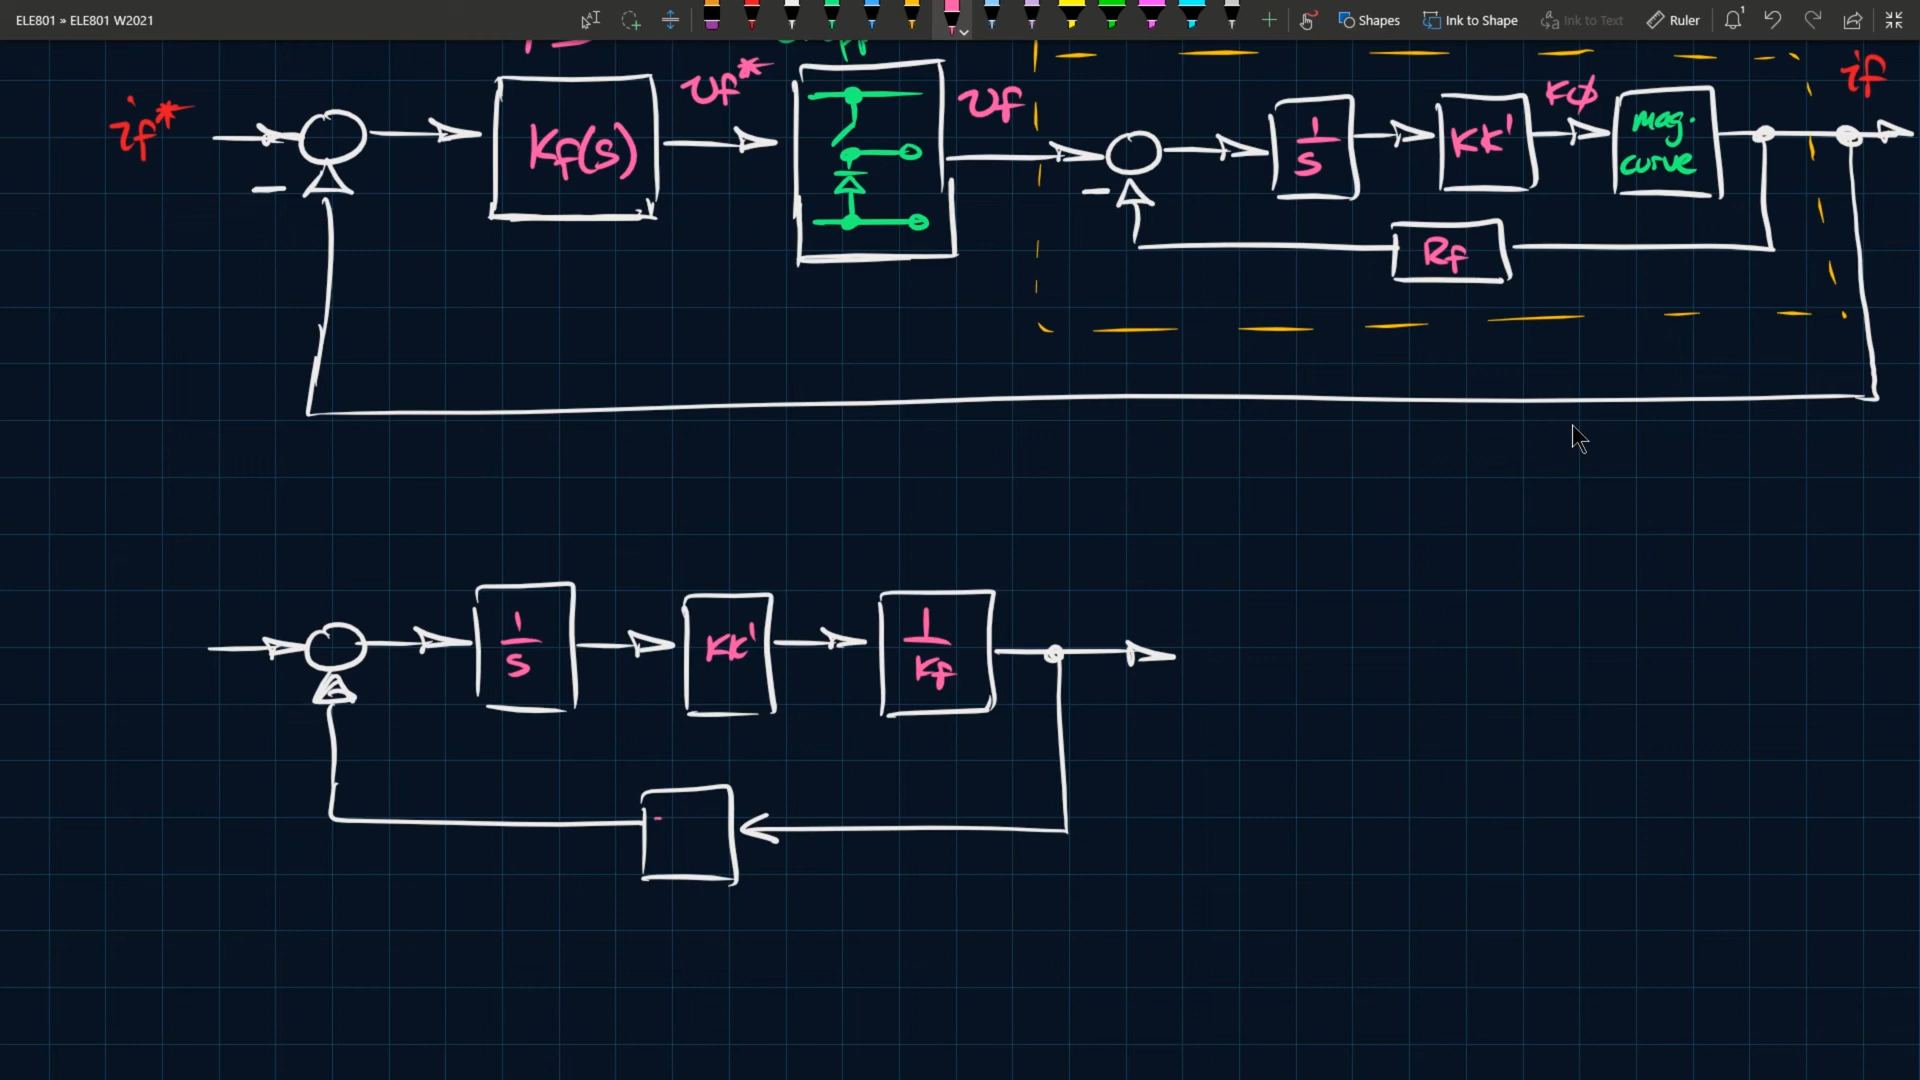 ELE801 » ELE801 W2021
Shapes
Ink to Shape
Ink to Text
Ruler
1
if*
Kf(s)
vf*
vf
1/s
KK'
Kφ
mag.
curve
if
Rf
1/s
KK'
1/Kf